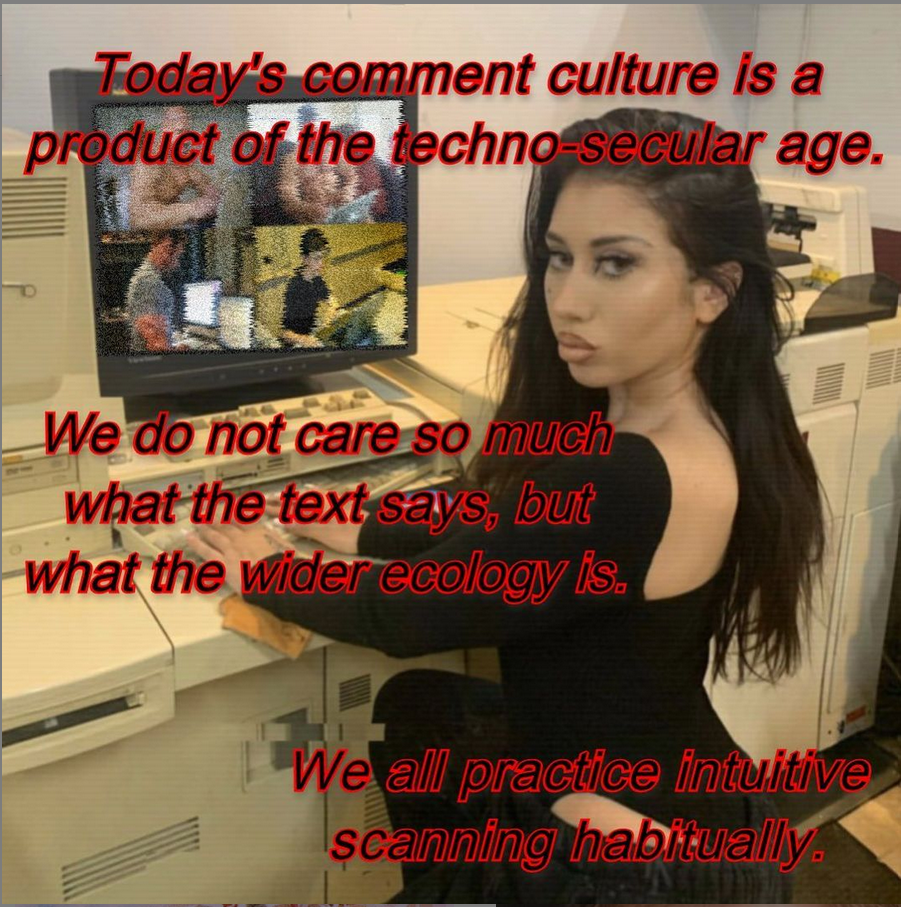 Today's comment culture is a
product of the techno-secular age.
We do not care so much
what the text says, but
what the wider ecology is.
We all practice intuitive
scanning habitually.